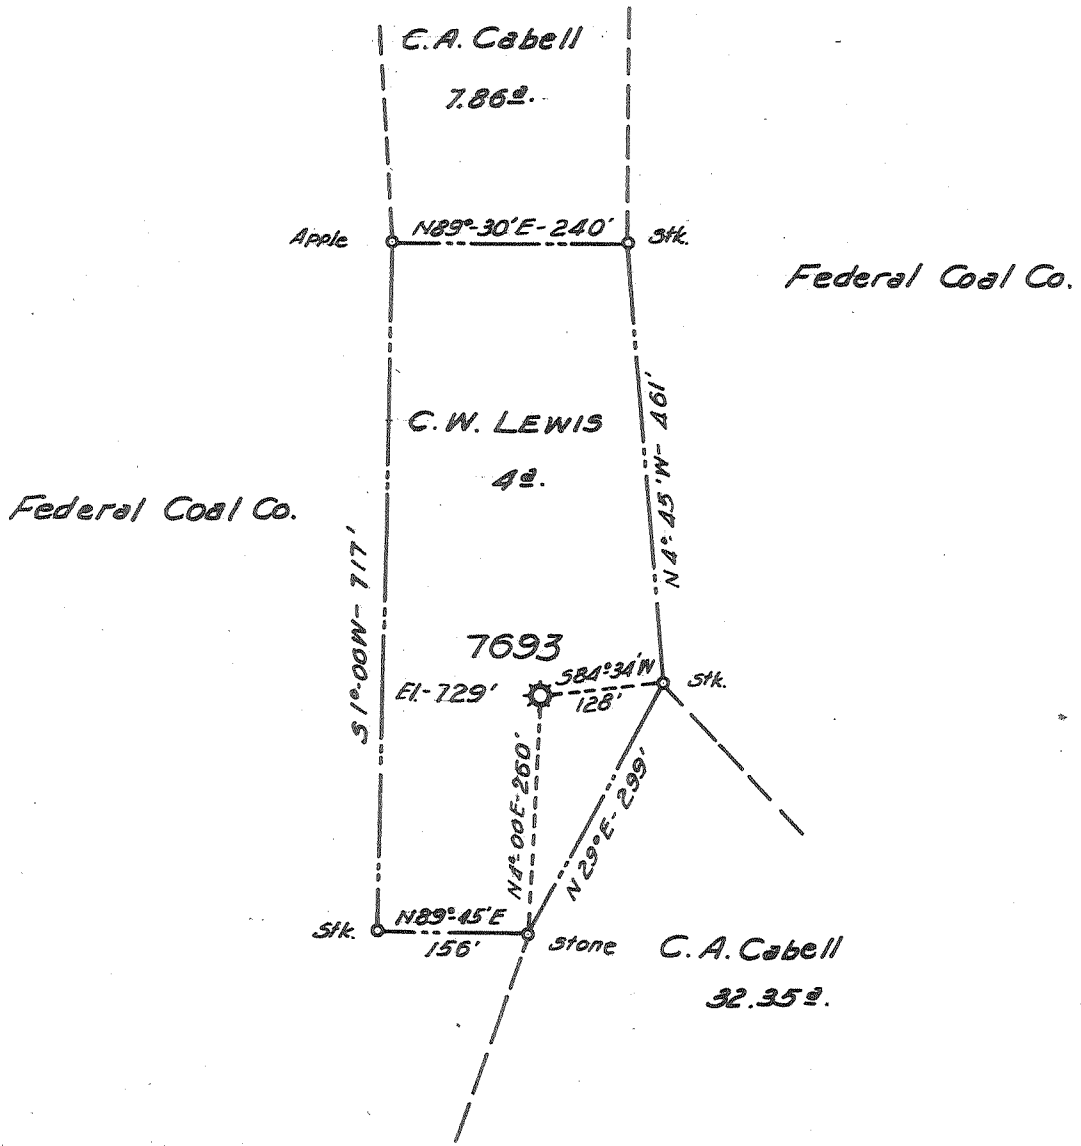 C.A. Cabell
7.86a.
N89°-30'E-240'
Apple
Stk.
Federal Coal Co.
C.W. LEWIS
4a.
N4°-45'W- 461'
Federal Coal Co.
S1°-00W- 717'
7693
S84°-34'W
128'
Stk.
El.-729'
N4°-00E-260'
N29°E- 299'
Stk.
N89°-45'E
156'
Stone
C.A. Cabell
32.35a.